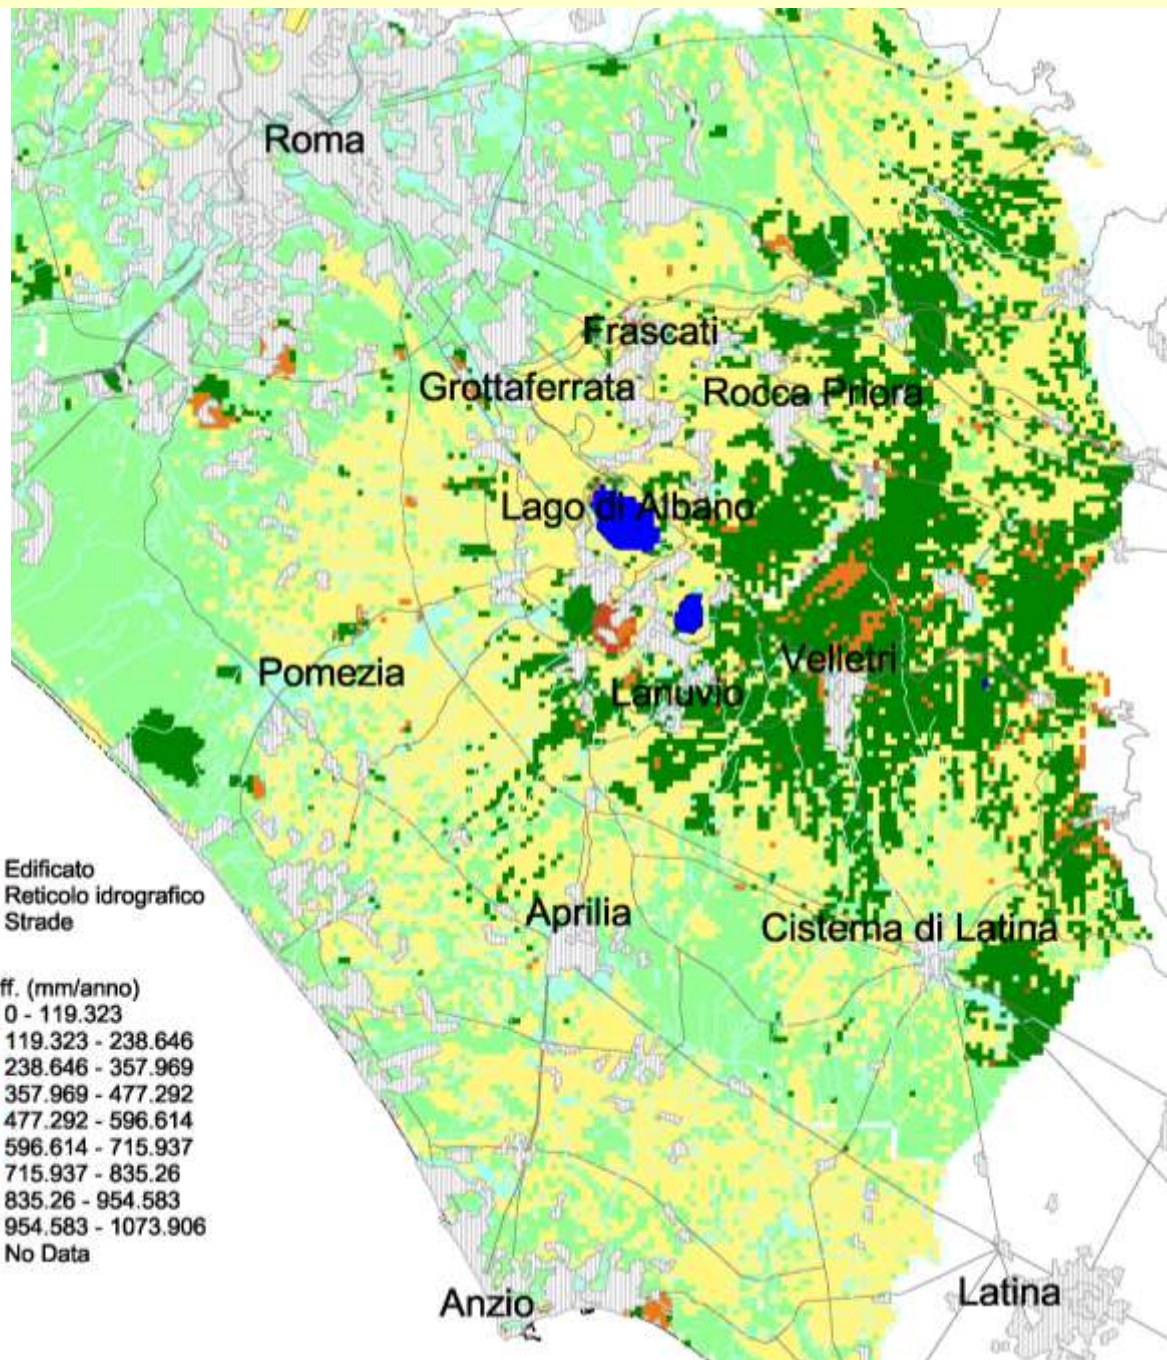 Roma
Frascati
Grottaferrata
Rocca Priora
Lago di Albano
Pomezia
Velletri
Lanuvio
Edificato
Reticolo idrografico
Strade
Aprilia
Cisterna di Latina
ff. (mm/anno)
0 - 119.323
119.323 - 238.646
238.646 - 357.969
357.969 - 477.292
477.292 - 596.614
596.614 - 715.937
715.937 - 835.26
835.26 - 954.583
954.583 - 1073.906
No Data
Anzio
Latina